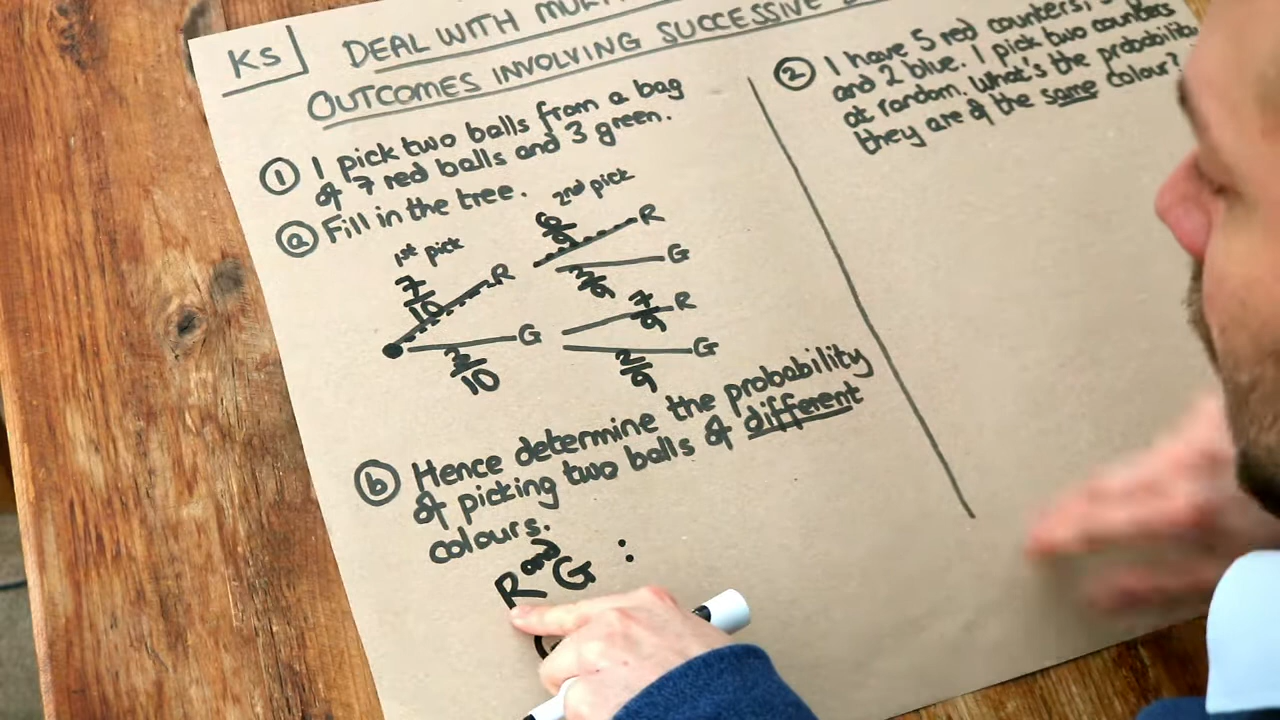 KS
DEAL WITH
OUTCOMES INVOLVING SUCCESSIVE
① I pick two balls from a bag
of 7 red balls and 3 green.
ⓐ Fill in the tree.
1st pick
2nd pick
7/10
R
3/10
G
6/9
R
3/9
G
7/9
R
2/9
G
ⓑ Hence determine the probability
of picking two balls of different
colours.
R and G :
② I have 5 red counters,
and 2 blue. I pick two counters
at random. What's the probability
they are of the same colour?